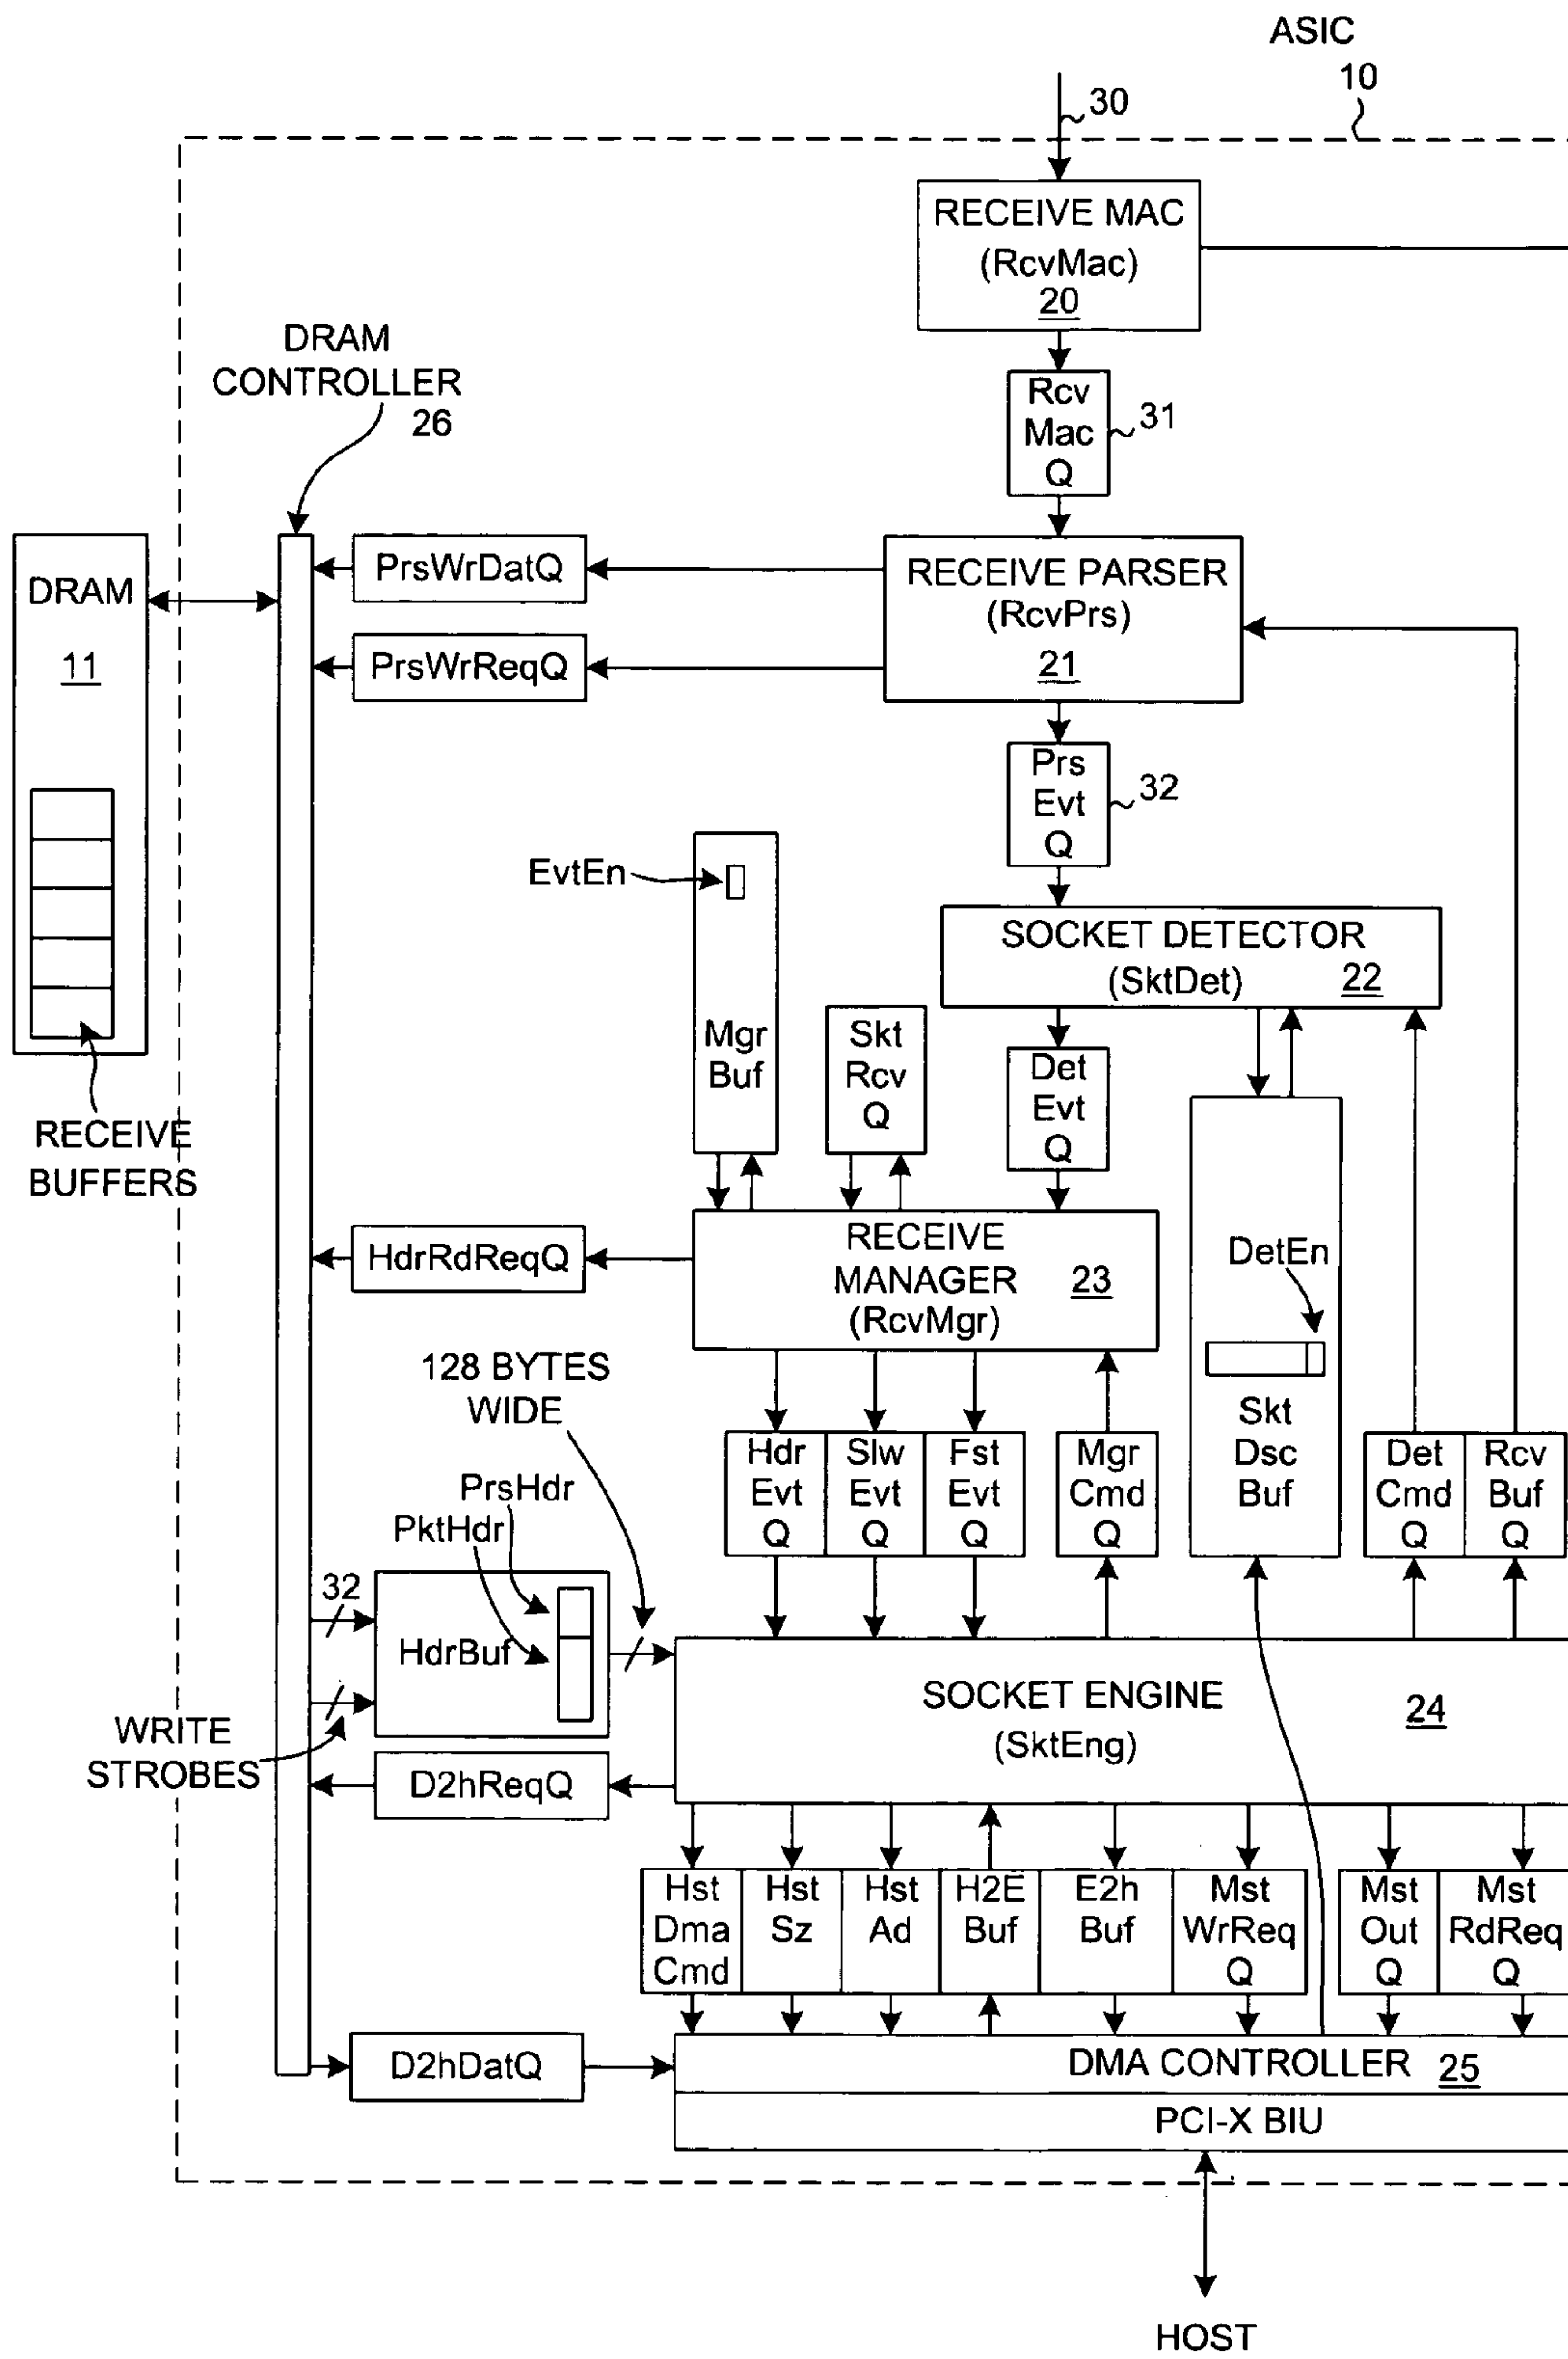 ASIC
10
30
RECEIVE MAC
(RcvMac)
20
DRAM
CONTROLLER
26
Rcv
Mac
Q
31
DRAM
11
PrsWrDatQ
PrsWrReqQ
RECEIVE PARSER
(RcvPrs)
21
Prs
Evt
Q
32
EvtEn
Mgr
Buf
SOCKET DETECTOR
(SktDet)
22
Skt
Rcv
Q
Det
Evt
Q
RECEIVE
BUFFERS
HdrRdReqQ
RECEIVE
MANAGER
(RcvMgr)
23
DetEn
Skt
Dsc
Buf
128 BYTES
WIDE
PrsHdr
PktHdr
Hdr
Evt
Q
Slw
Evt
Q
Fst
Evt
Q
Mgr
Cmd
Q
Det
Cmd
Q
Rcv
Buf
Q
32
HdrBuf
WRITE
STROBES
SOCKET ENGINE
(SktEng)
24
D2hReqQ
Hst
Dma
Cmd
Hst
Sz
Hst
Ad
H2E
Buf
E2h
Buf
Mst
WrReq
Q
Mst
Out
Q
Mst
RdReq
Q
D2hDatQ
DMA CONTROLLER 25
PCI-X BIU
HOST